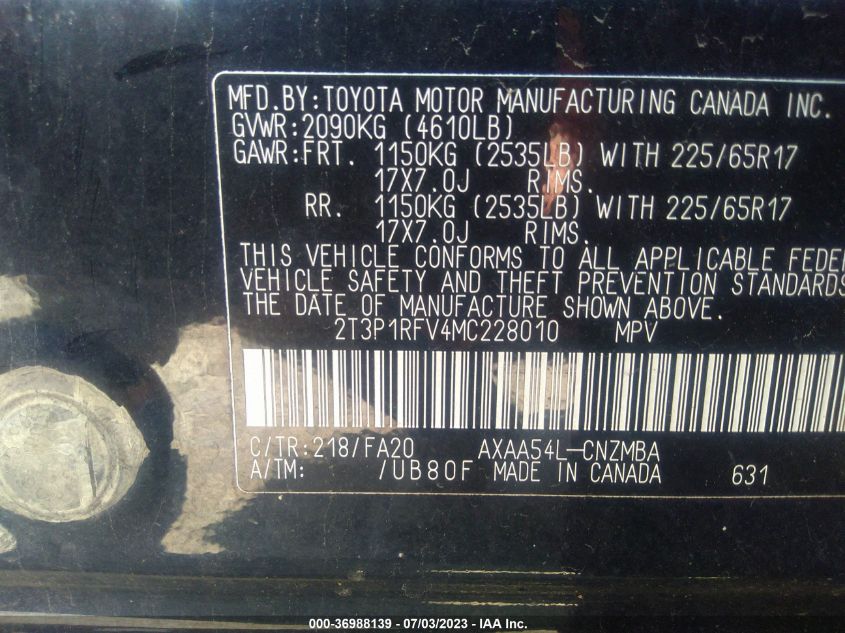 MFD.BY:TOYOTA MOTOR MANUFACTURING CANADA INC.
GVWR:2090KG (4610LB)
GAWR:FRT. 1150KG (2535LB) WITH 225/65R17
17X7.0J RIMS.
RR. 1150KG (2535LB) WITH 225/65R17
17X7.0J RIMS.
THIS VEHICLE CONFORMS TO ALL APPLICABLE FEDE
VEHICLE SAFETY AND THEFT PREVENTION STANDARDS
THE DATE OF MANUFACTURE SHOWN ABOVE.
2T3P1RFV4MC228010 MPV
C/TR:218/FA20 AXAA54L-CNZMBA
A/TM: /UB80F MADE IN CANADA 631
000-36988139 - 07/03/2023 - IAA Inc.